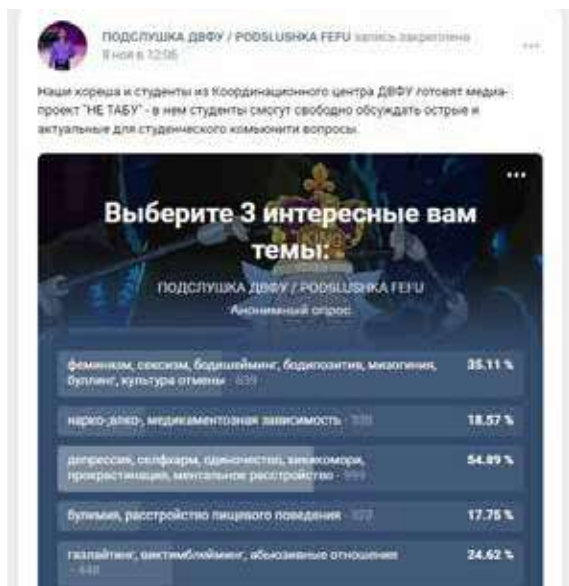 ПОДСЛУШКА ДВФУ / PODSLUSHKA FEFU запись закреплена
8 ноя в 12:06
Наши кореша и студенты из Координационного центра ДВФУ готовят медиа-
проект "НЕ ТАБУ" - в нем студенты смогут свободно обсуждать острые и
актуальные для студенческого комьюнити вопросы.
Выберите 3 интересные вам
темы:
ПОДСЛУШКА ДВФУ / PODSLUSHKA FEFU
Анонимный опрос
феминизм, сексизм, бодишейминг, бодипозитив, мизогиния, 35.11 %
буллинг, культура отмены · 639
нарко-,алко-, медикаментозная зависимость 18.57 %
депрессия, селфхарм, одиночество, хикикомори, 54.89 %
прокрастинация, ментальное расстройство
булимия, расстройство пищевого поведения 17.75 %
газлайтинг, виктимблейминг, абьюзивные отношения 24.62 %
· 448